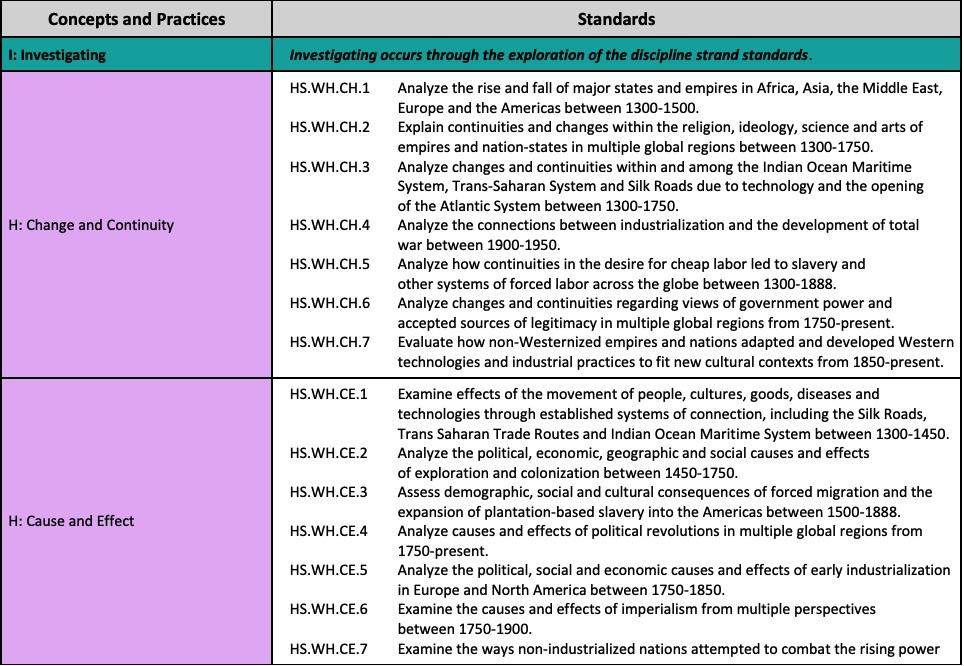 Concepts and Practices
Standards
I: Investigating
Investigating occurs through the exploration of the discipline strand standards.
H: Change and Continuity
HS.WH.CH.1 Analyze the rise and fall of major states and empires in Africa, Asia, the Middle East,
Europe and the Americas between 1300-1500.
HS.WH.CH.2 Explain continuities and changes within the religion, ideology, science and arts of
empires and nation-states in multiple global regions between 1300-1750.
HS.WH.CH.3 Analyze changes and continuities within and among the Indian Ocean Maritime
System, Trans-Saharan System and Silk Roads due to technology and the opening
of the Atlantic System between 1300-1750.
HS.WH.CH.4 Analyze the connections between industrialization and the development of total
war between 1900-1950.
HS.WH.CH.5 Analyze how continuities in the desire for cheap labor led to slavery and
other systems of forced labor across the globe between 1300-1888.
HS.WH.CH.6 Analyze changes and continuities regarding views of government power and
accepted sources of legitimacy in multiple global regions from 1750-present.
HS.WH.CH.7 Evaluate how non-Westernized empires and nations adapted and developed Western
technologies and industrial practices to fit new cultural contexts from 1850-present.
H: Cause and Effect
HS.WH.CE.1 Examine effects of the movement of people, cultures, goods, diseases and
technologies through established systems of connection, including the Silk Roads,
Trans Saharan Trade Routes and Indian Ocean Maritime System between 1300-1450.
HS.WH.CE.2 Analyze the political, economic, geographic and social causes and effects
of exploration and colonization between 1450-1750.
HS.WH.CE.3 Assess demographic, social and cultural consequences of forced migration and the
expansion of plantation-based slavery into the Americas between 1500-1888.
HS.WH.CE.4 Analyze causes and effects of political revolutions in multiple global regions from
1750-present.
HS.WH.CE.5 Analyze the political, social and economic causes and effects of early industrialization
in Europe and North America between 1750-1850.
HS.WH.CE.6 Examine the causes and effects of imperialism from multiple perspectives
between 1750-1900.
HS.WH.CE.7 Examine the ways non-industrialized nations attempted to combat the rising power